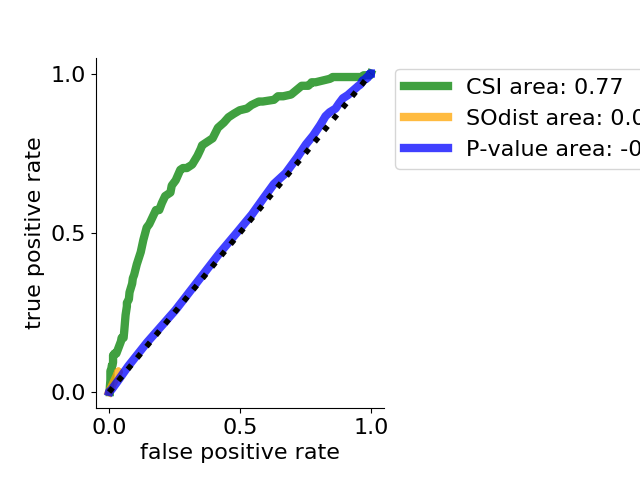 1.0
0.5
0.0
true positive rate
0.0 0.5 1.0
false positive rate
CSI area: 0.77
SOdist area: 0.0
P-value area: -0